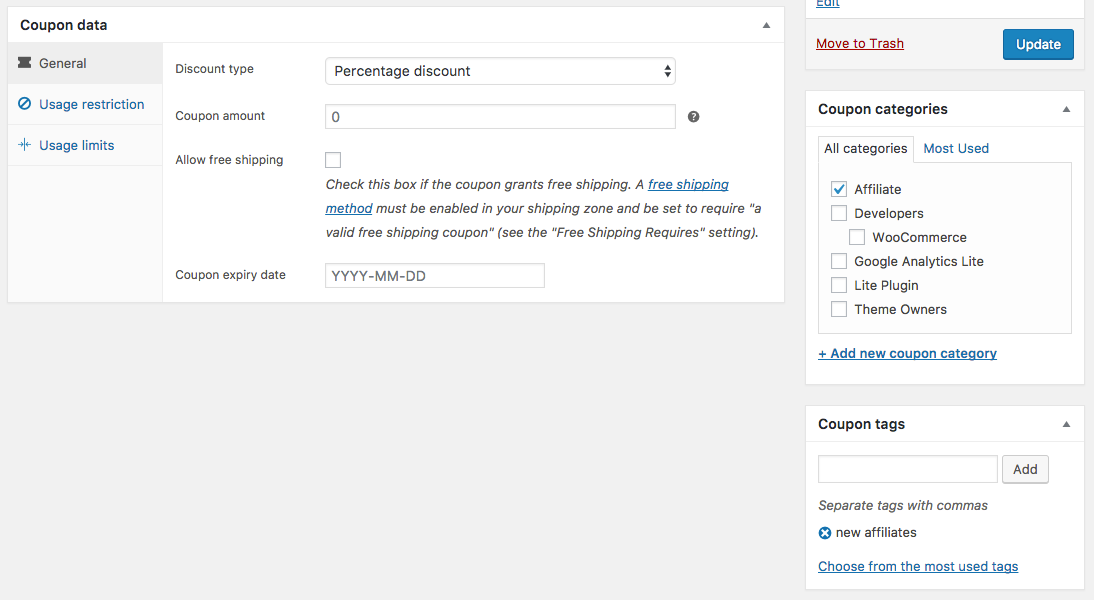 Coupon data
General
Usage restriction
Usage limits
Discount type
Percentage discount
Coupon amount
0
?
Allow free shipping
Check this box if the coupon grants free shipping. A free shipping
method must be enabled in your shipping zone and be set to require "a
valid free shipping coupon" (see the "Free Shipping Requires" setting).
Coupon expiry date
YYYY-MM-DD
Edit
Move to Trash
Update
Coupon categories
All categories
Most Used
Affiliate
Developers
WooCommerce
Google Analytics Lite
Lite Plugin
Theme Owners
+ Add new coupon category
Coupon tags
Add
Separate tags with commas
new affiliates
Choose from the most used tags